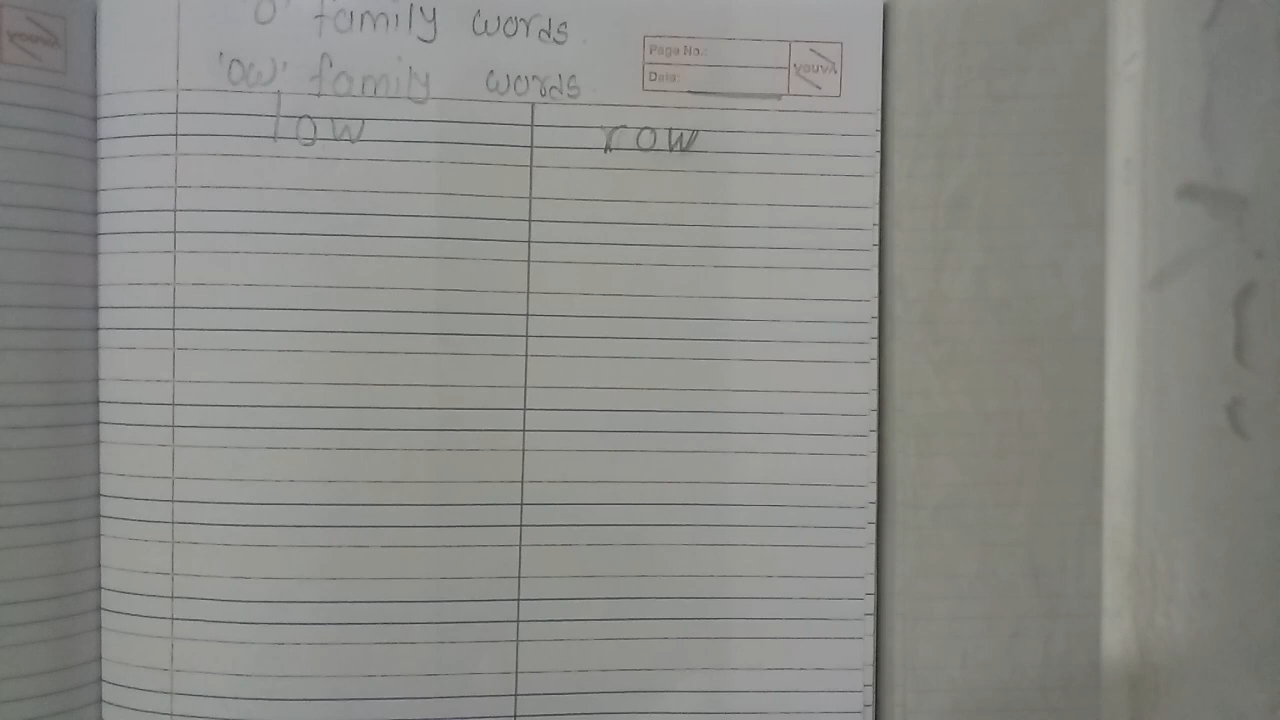 'O' family words.
'ow' family words
Page No.:
Date:
YOUVA
low row